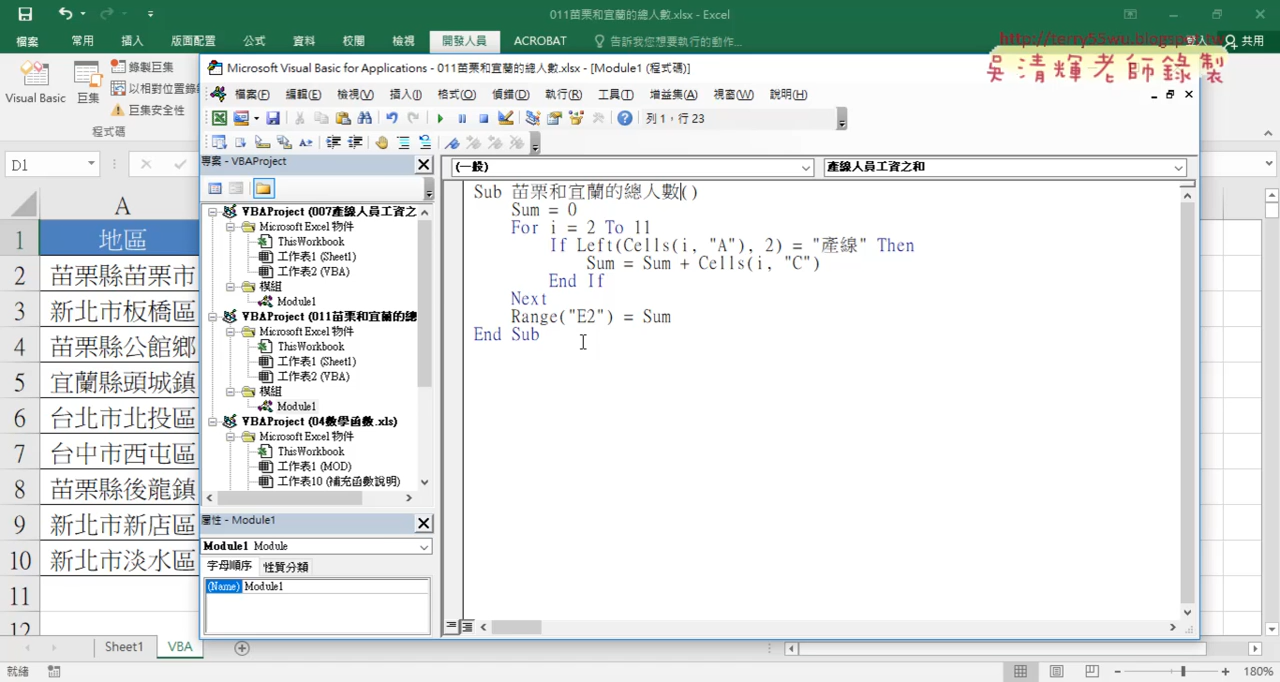 011苗栗和宜蘭的總人數.xlsx - Excel
檔案 常用 插入 版面配置 公式 資料 校閱 檢視 開發人員 ACROBAT 告訴我您想要執行的動作... 登入 共用
http://terry55wu.blogspot.tw
吳清輝老師錄製
Visual Basic 巨集 錄製巨集
以相對位置錄
巨集安全性
程式碼
Microsoft Visual Basic for Applications - 011苗栗和宜蘭的總人數.xlsx - [Module1 (程式碼)]
檔案(F) 編輯(E) 檢視(V) 插入(I) 格式(O) 偵錯(D) 執行(R) 工具(T) 增益集(A) 視窗(W) 說明(H)
列 1，行 23
專案 - VBAProject
(一般) 產線人員工資之和
VBAProject (007產線人員工資之
Microsoft Excel 物件
ThisWorkbook
工作表1 (Sheet1)
工作表2 (VBA)
模組
Module1
VBAProject (011苗栗和宜蘭的總
Microsoft Excel 物件
ThisWorkbook
工作表1 (Sheet1)
工作表2 (VBA)
模組
Module1
VBAProject (04數學函數.xls)
Microsoft Excel 物件
ThisWorkbook
工作表1 (MOD)
工作表10 (補充函數說明)
屬性 - Module1
Module1 Module
字母順序 性質分類
(Name) Module1
Sub 苗栗和宜蘭的總人數()
Sum = 0
For i = 2 To 11
If Left(Cells(i, "A"), 2) = "產線" Then
Sum = Sum + Cells(i, "C")
End If
Next
Range("E2") = Sum
End Sub
D1
A
1 地區
2 苗栗縣苗栗市
3 新北市板橋區
4 苗栗縣公館鄉
5 宜蘭縣頭城鎮
6 台北市北投區
7 台中市西屯區
8 苗栗縣後龍鎮
9 新北市新店區
10 新北市淡水區
11
12
Sheet1 VBA
就緒 180%